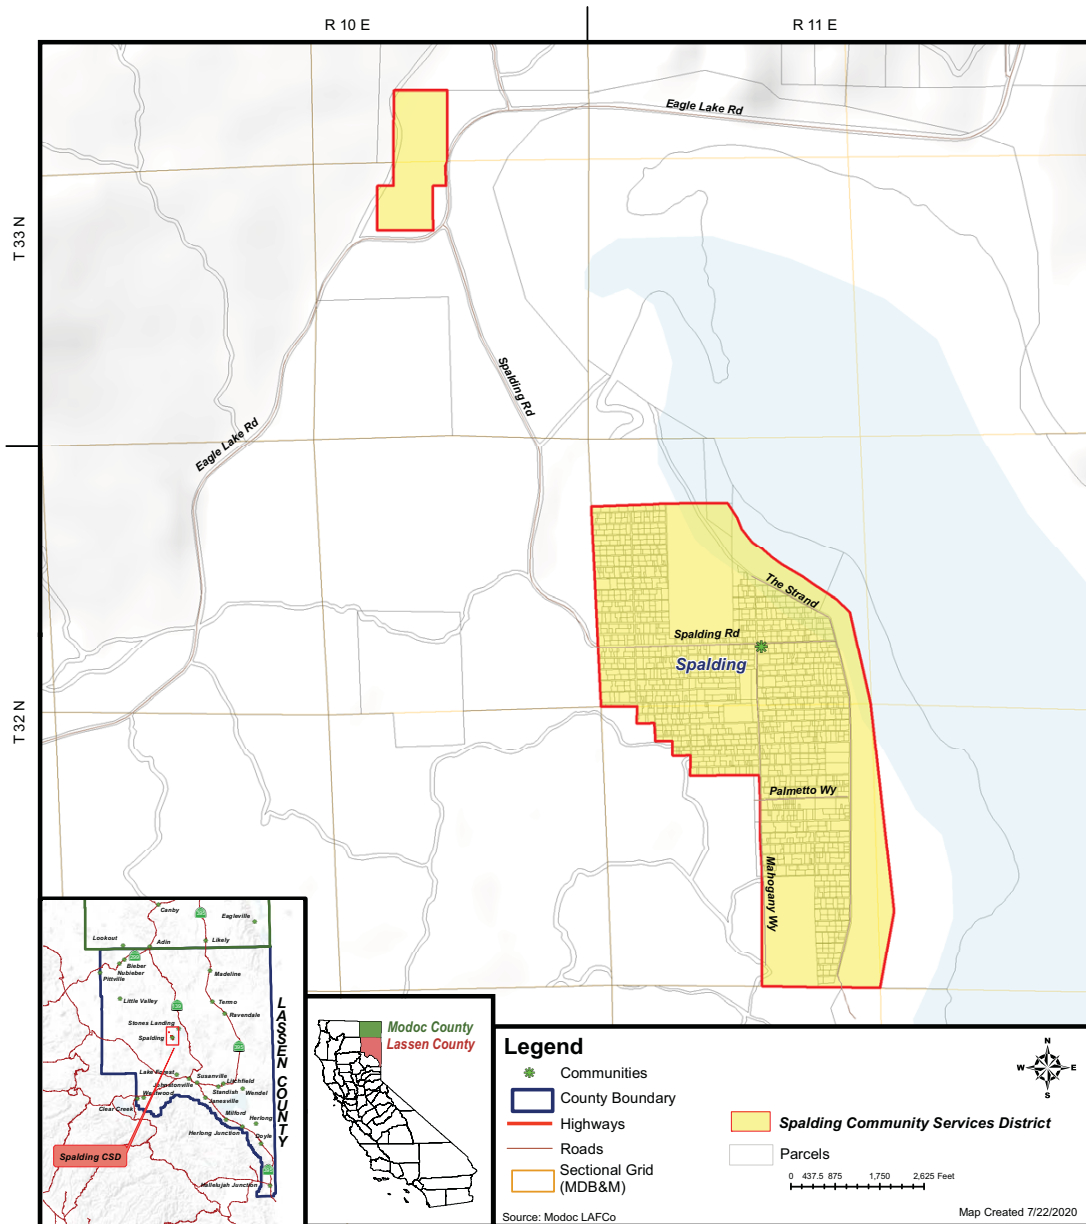 R 10 E
R 11 E
T 33 N
T 32 N
Eagle Lake Rd
Spalding Rd
Eagle Lake Rd
The Strand
Spalding Rd
Spalding
Palmetto Wy
Mahogany Wy
Canby
Eagleville
Lookout
Adin
Likely
Bieber
Nubieber
Pittville
Madeline
Little Valley
Termo
Ravendale
Stones Landing
Spalding
LASSEN COUNTY
Lake Forest
Susanville
Johnstonville
Litchfield
Standish
Wendel
Westwood
Janesville
Clear Creek
Milford
Herlong
Herlong Junction
Doyle
Spalding CSD
Hallelujah Junction
Modoc County
Lassen County
Legend
Communities
County Boundary
Highways
Roads
Sectional Grid
(MDB&M)
Spalding Community Services District
Parcels
0 437.5 875 1,750 2,625 Feet
N
W E
S
Source: Modoc LAFCo
Map Created 7/22/2020